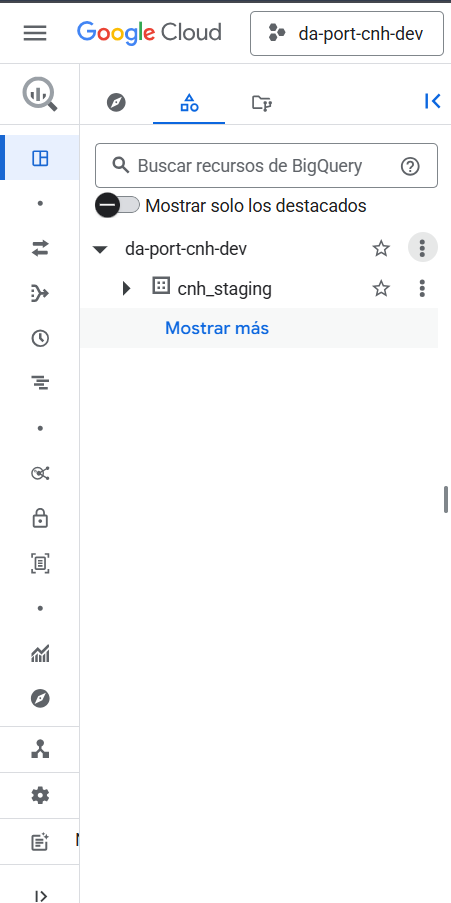 Google Cloud
da-port-cnh-dev
Buscar recursos de BigQuery
Mostrar solo los destacados
da-port-cnh-dev
cnh_staging
Mostrar más